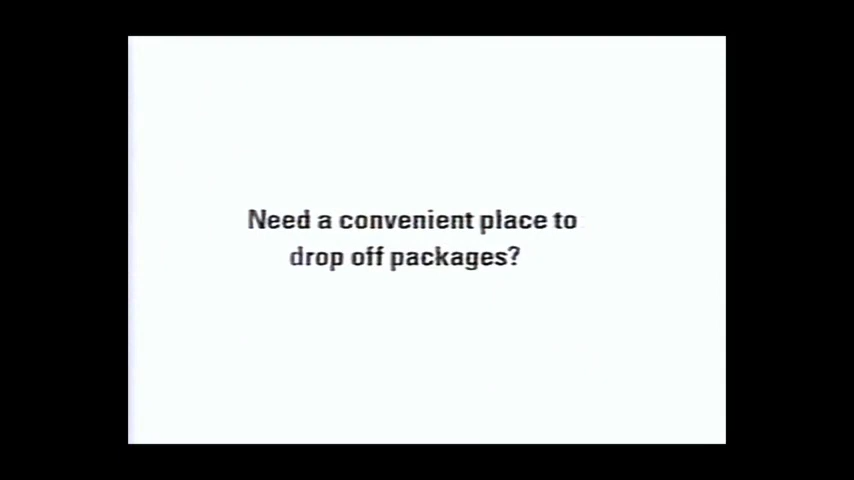 Need a convenient place to
drop off packages?